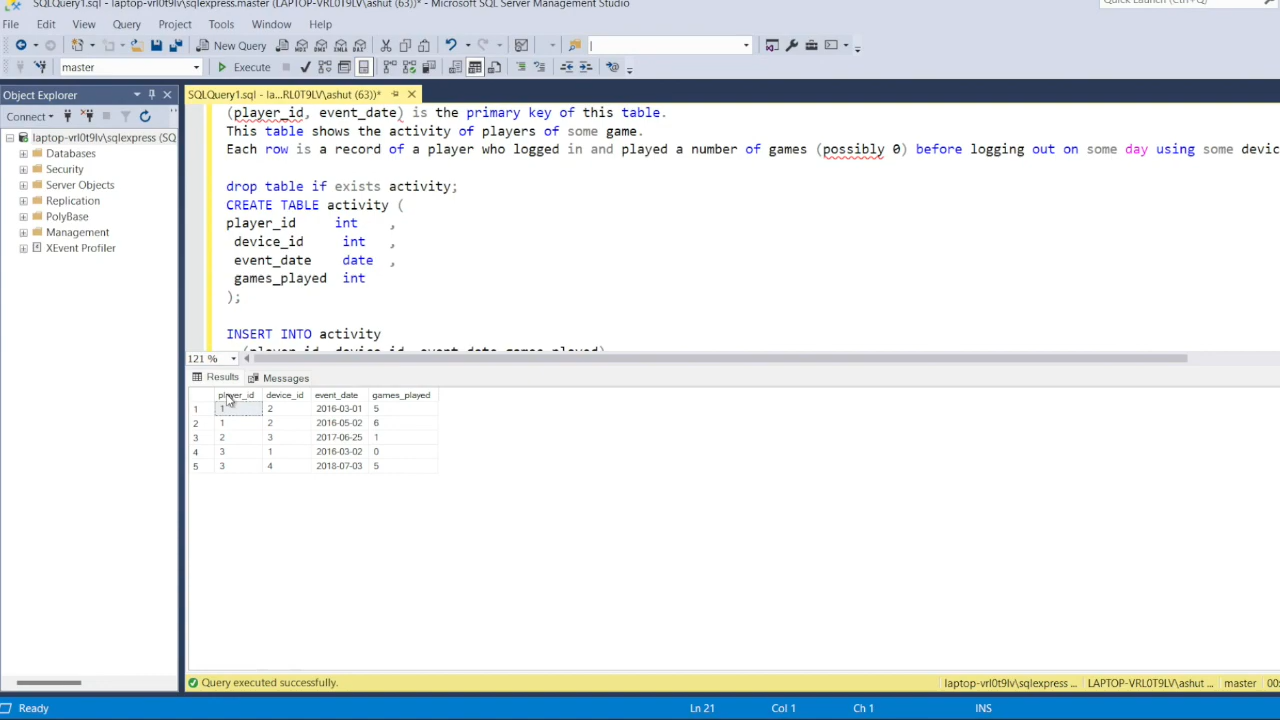 SQLQuery1.sql - laptop-vrl0t9lv\sqlexpress.master (LAPTOP-VRL0T9LV\ashut (63))* - Microsoft SQL Server Management Studio
Quick Launch (Ctrl+Q)
File Edit View Query Project Tools Window Help
New Query
master
Execute
Object Explorer
Connect
laptop-vrl0t9lv\sqlexpress (SQ
Databases
Security
Server Objects
Replication
PolyBase
Management
XEvent Profiler
SQLQuery1.sql - la...RL0T9LV\ashut (63))*
(player_id, event_date) is the primary key of this table.
This table shows the activity of players of some game.
Each row is a record of a player who logged in and played a number of games (possibly 0) before logging out on some day using some devic
drop table if exists activity;
CREATE TABLE activity (
player_id int ,
device_id int ,
event_date date ,
games_played int
);
INSERT INTO activity
(player_id, device_id, event_date,games_played)
121 %
Results Messages
player_id device_id event_date games_played
1 1 2 2016-03-01 5
2 1 2 2016-05-02 6
3 2 3 2017-06-25 1
4 3 1 2016-03-02 0
5 3 4 2018-07-03 5
Query executed successfully.
laptop-vrl0t9lv\sqlexpress ... LAPTOP-VRL0T9LV\ashut ... master 00:
Ready
Ln 21 Col 1 Ch 1 INS